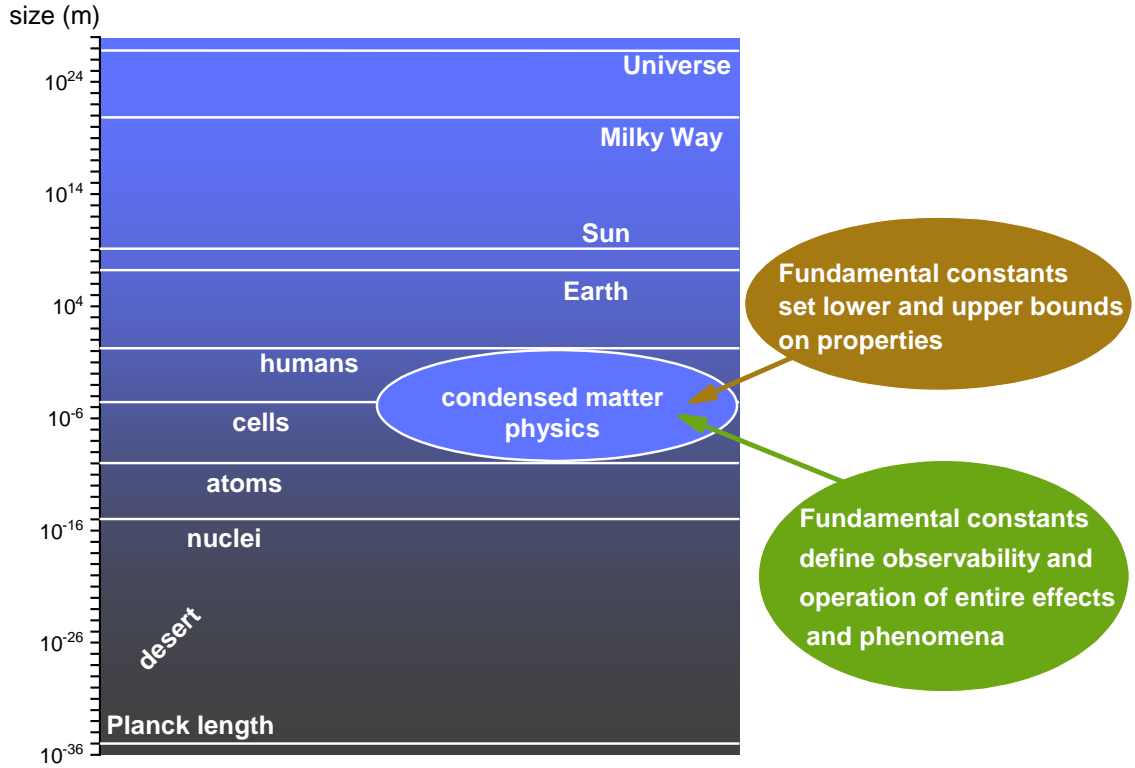 size (m)
Universe
10^24
Milky Way
10^14
Sun
Earth
10^4
humans
10^-6
cells
atoms
10^-16
nuclei
10^-26
desert
Planck length
10^-36
condensed matter
physics
Fundamental constants
set lower and upper bounds
on properties
Fundamental constants
define observability and
operation of entire effects
and phenomena